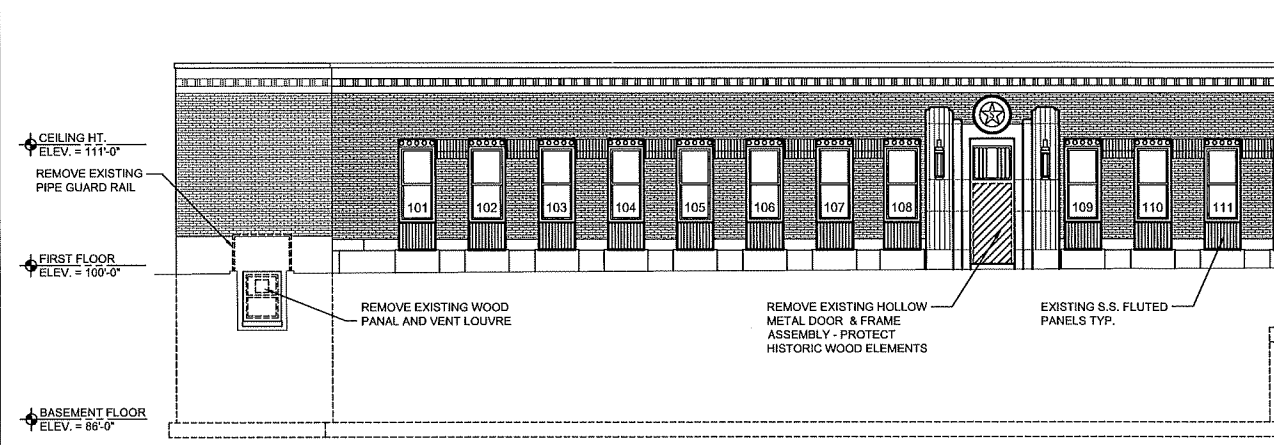 CEILING HT.
ELEV. = 111'-0"
REMOVE EXISTING
PIPE GUARD RAIL
101 102 103 104 105 106 107 108 109 110 111
FIRST FLOOR
ELEV. = 100'-0"
REMOVE EXISTING WOOD
PANAL AND VENT LOUVRE
REMOVE EXISTING HOLLOW
METAL DOOR & FRAME
ASSEMBLY - PROTECT
HISTORIC WOOD ELEMENTS
EXISTING S.S. FLUTED
PANELS TYP.
BASEMENT FLOOR
ELEV. = 86'-0"